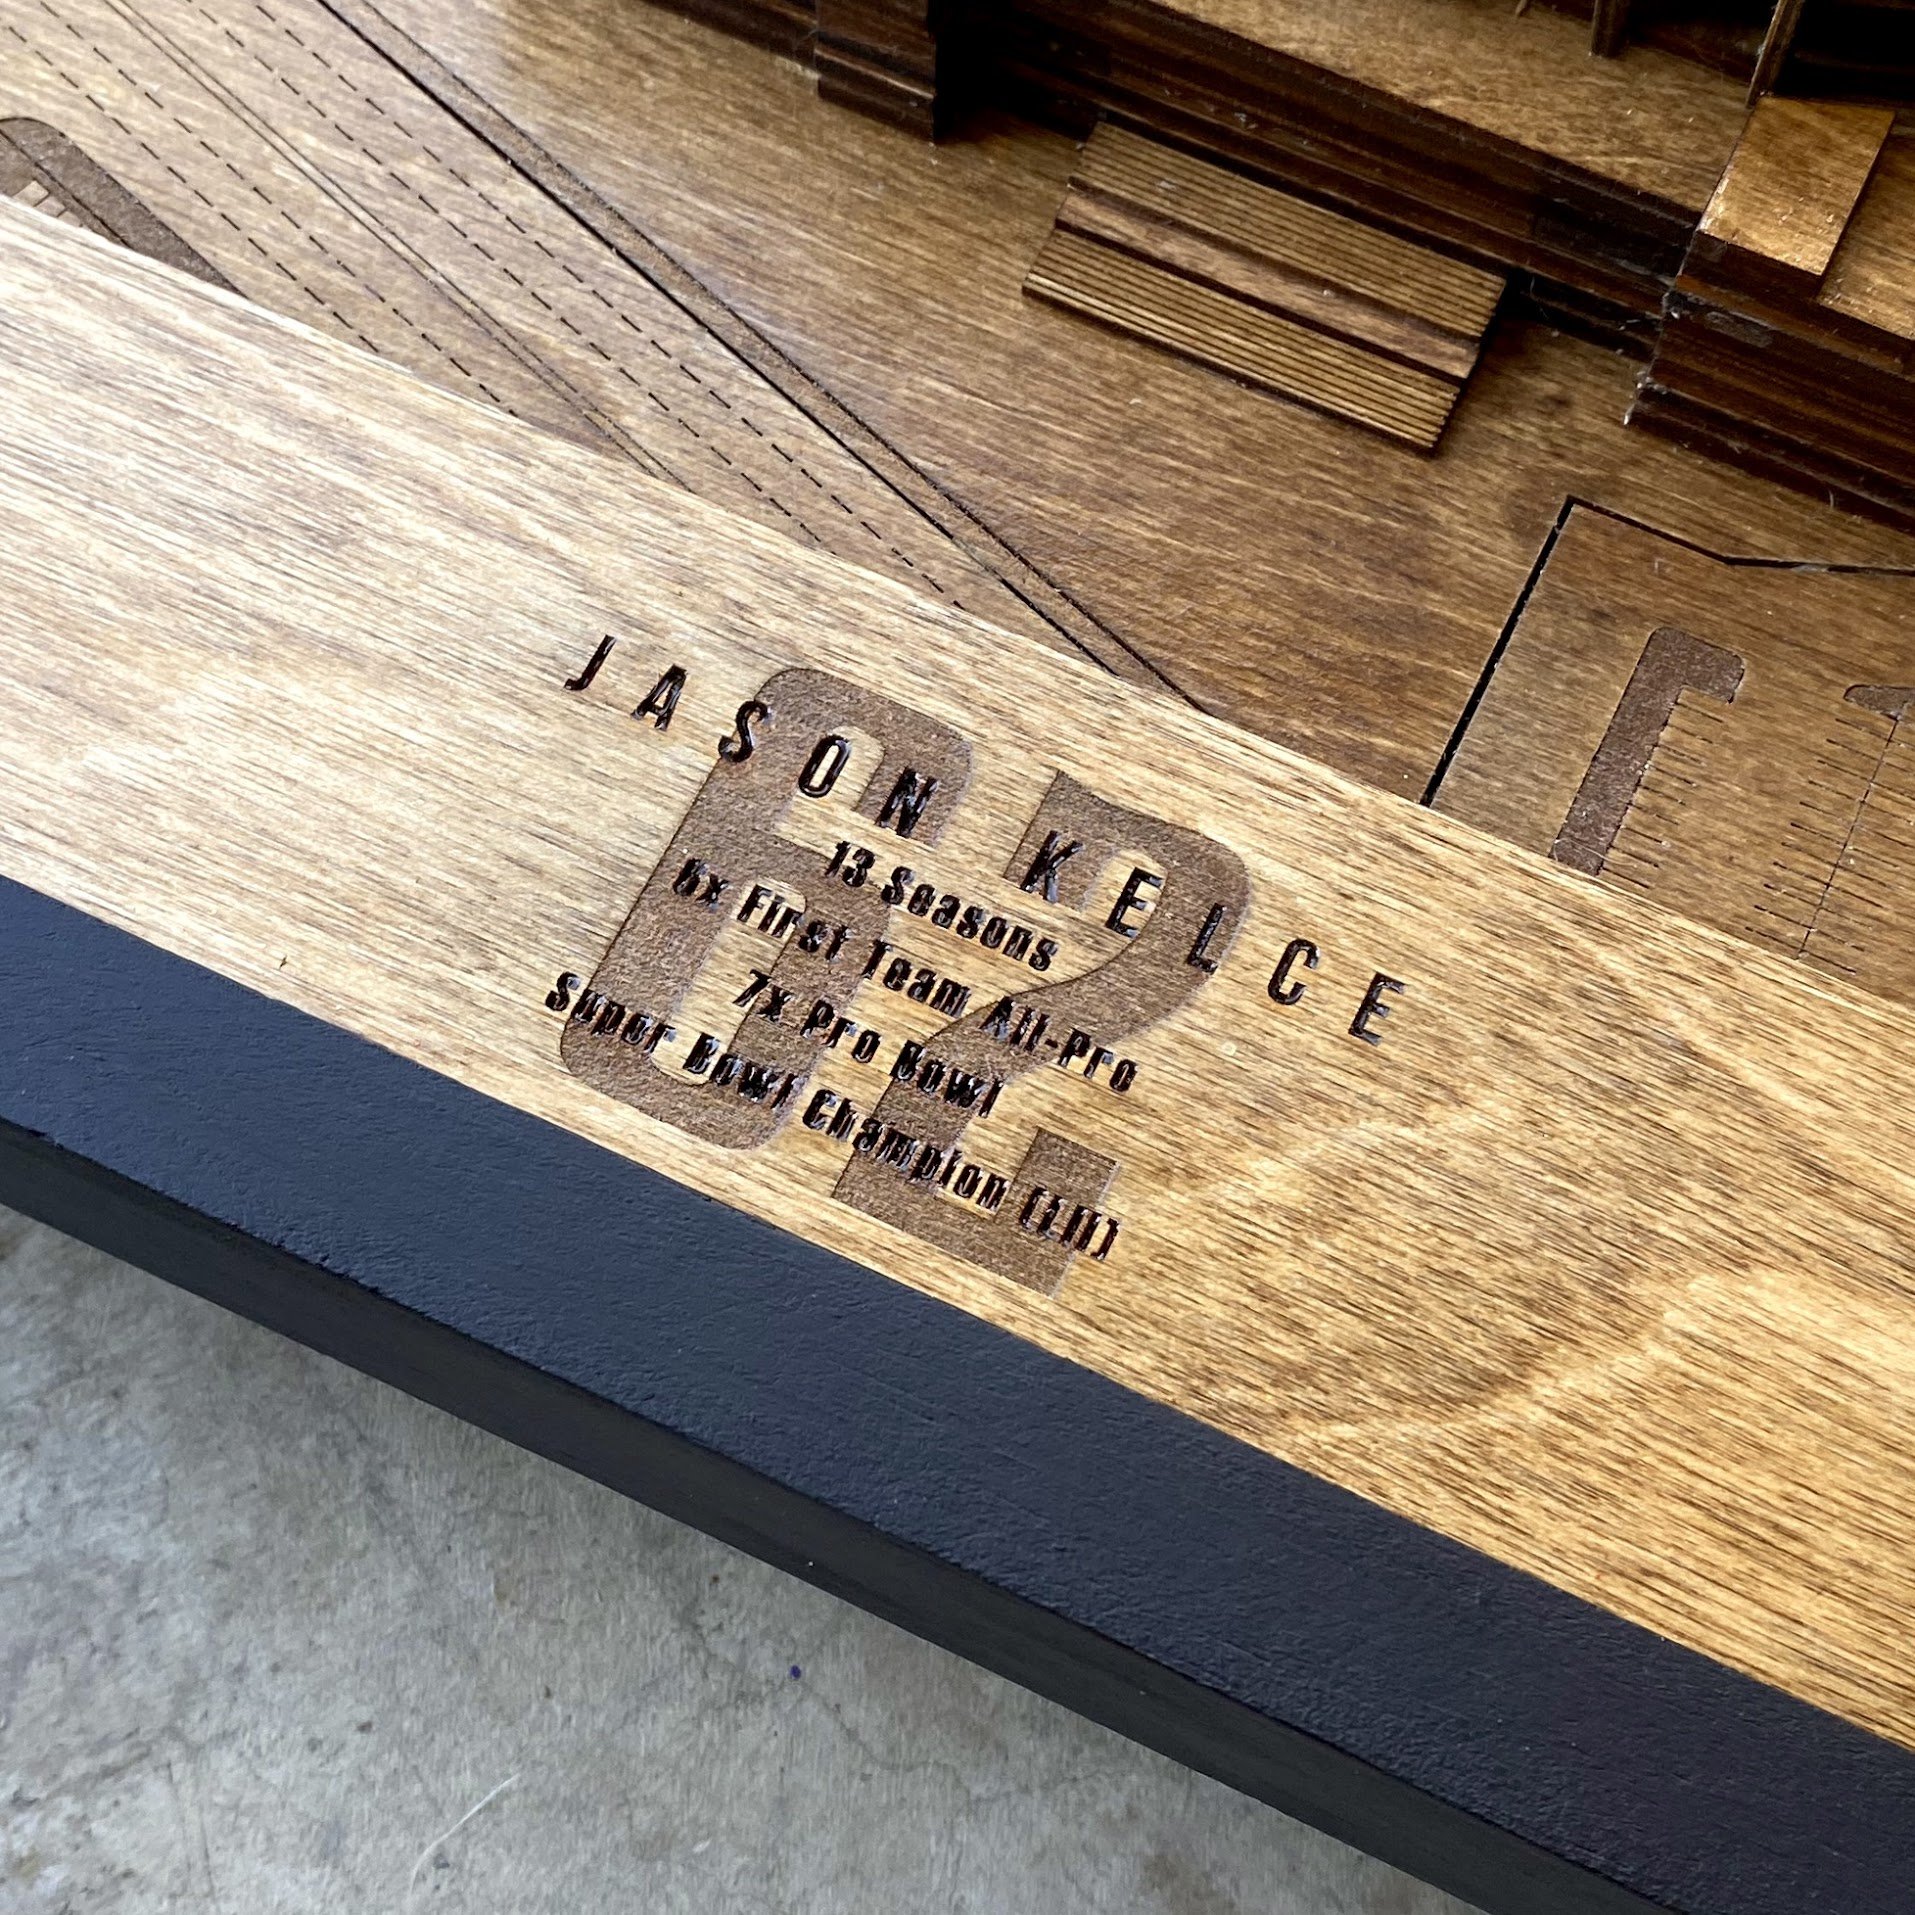 JASON KELCE
62
13 Seasons
6x First Team All-Pro
7x Pro Bowl
Super Bowl Champion (LII)